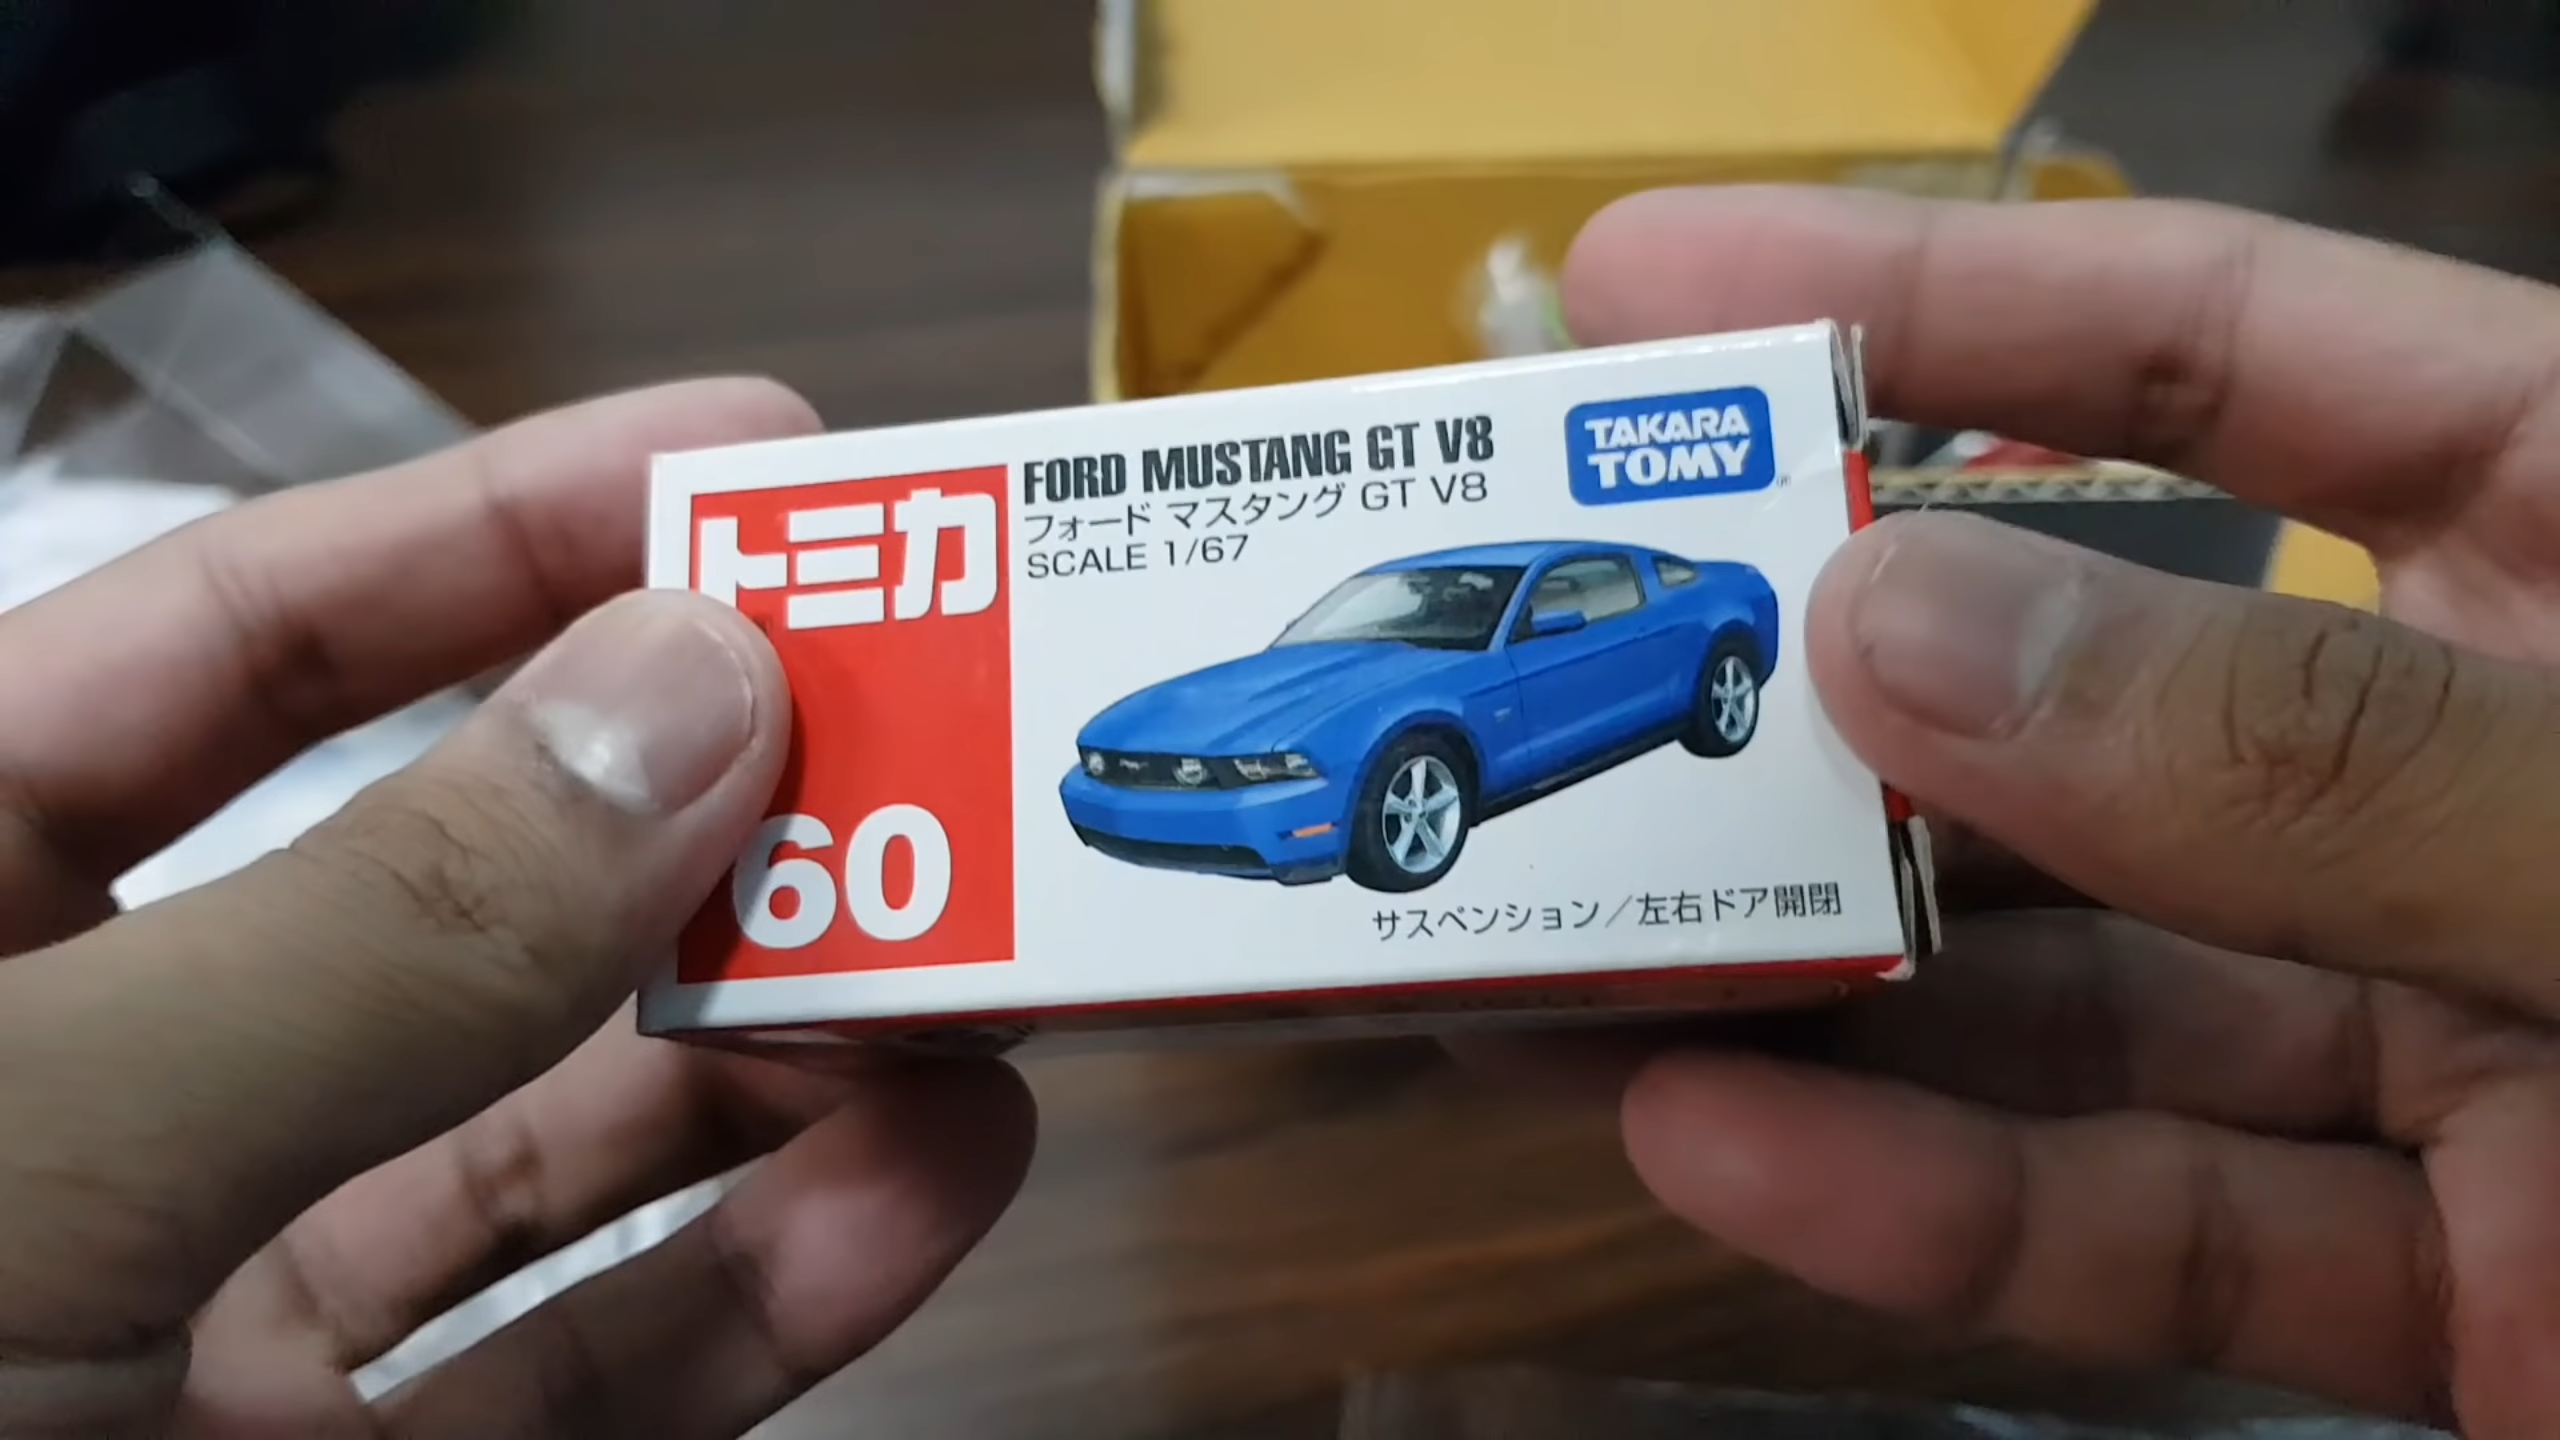 FORD MUSTANG GT V8
フォード マスタング GT V8
SCALE 1/67
TAKARA
TOMY
®
トミカ
60
サスペンション/左右ドア開閉